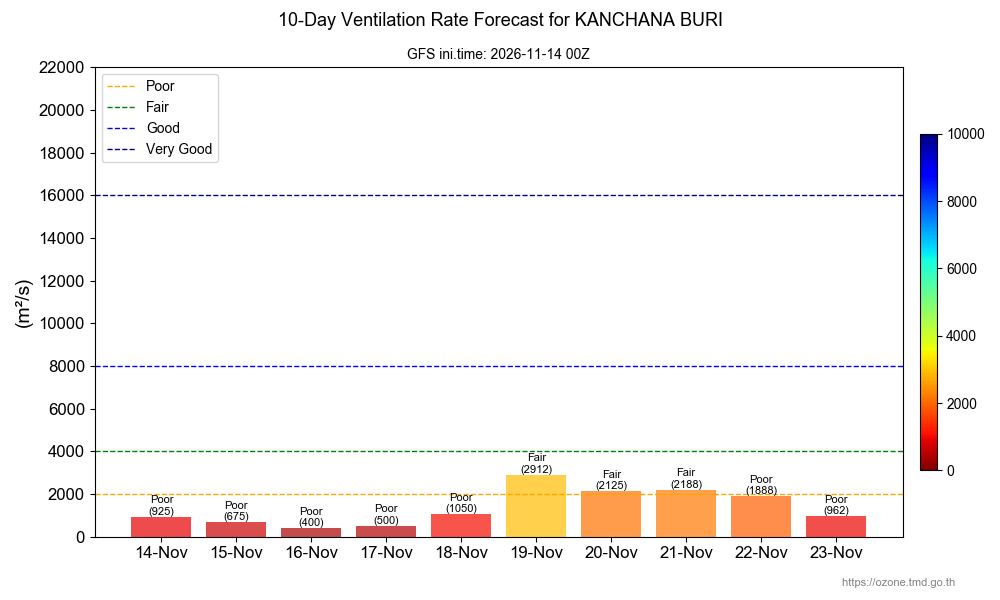 10-Day Ventilation Rate Forecast for KANCHANA BURI
GFS ini.time: 2026-11-14 00Z
(m²/s)
22000
20000
18000
16000
14000
12000
10000
8000
6000
4000
2000
0
Poor
Fair
Good
Very Good
Poor
(925)
Poor
(675)
Poor
(400)
Poor
(500)
Poor
(1050)
Fair
(2912)
Fair
(2125)
Fair
(2188)
Poor
(1888)
Poor
(962)
14-Nov 15-Nov 16-Nov 17-Nov 18-Nov 19-Nov 20-Nov 21-Nov 22-Nov 23-Nov
10000
8000
6000
4000
2000
0
https://ozone.tmd.go.th